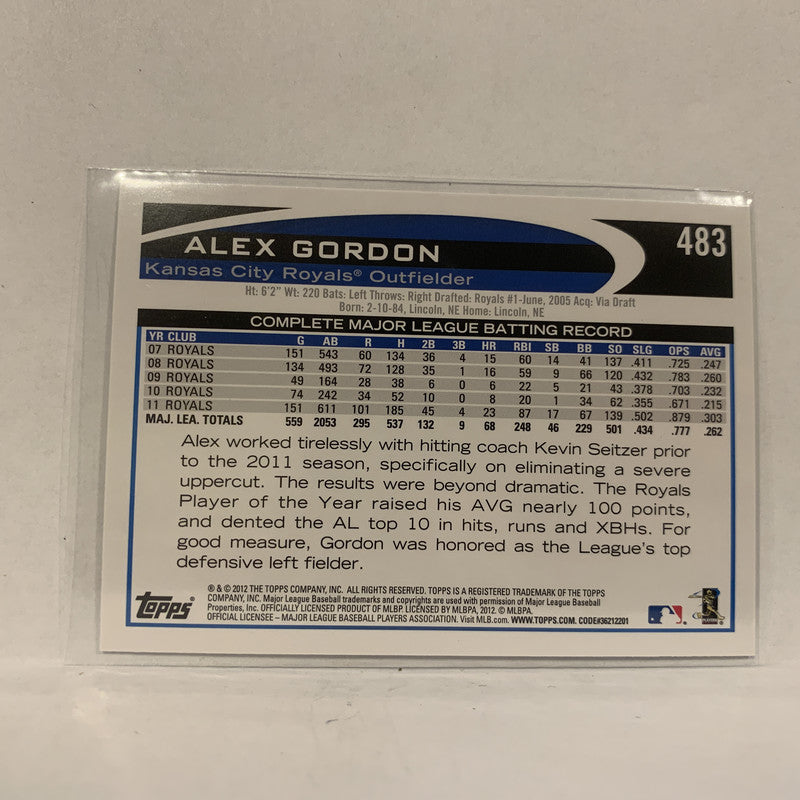 483
ALEX GORDON
Kansas City Royals® Outfielder
Ht: 6'2" Wt: 220 Bats: Left Throws: Right Drafted: Royals #1-June, 2005 Acq: Via Draft
Born: 2-10-84, Lincoln, NE Home: Lincoln, NE
COMPLETE MAJOR LEAGUE BATTING RECORD
YR CLUB G AB R H 2B 3B HR RBI SB BB SO SLG OPS AVG
07 ROYALS 151 543 60 134 36 4 15 60 14 41 137 .411 .725 .247
08 ROYALS 134 493 72 128 35 1 16 59 9 66 120 .432 .783 .260
09 ROYALS 49 164 28 38 6 0 6 22 5 21 43 .378 .703 .232
10 ROYALS 74 242 34 52 10 0 8 20 1 34 62 .355 .671 .215
11 ROYALS 151 611 101 185 45 4 23 87 17 67 139 .502 .879 .303
MAJ. LEA. TOTALS 559 2053 295 537 132 9 68 248 46 229 501 .434 .777 .262
Alex worked tirelessly with hitting coach Kevin Seitzer prior
to the 2011 season, specifically on eliminating a severe
uppercut. The results were beyond dramatic. The Royals
Player of the Year raised his AVG nearly 100 points,
and dented the AL top 10 in hits, runs and XBHs. For
good measure, Gordon was honored as the League's top
defensive left fielder.
topps®
® & © 2012 THE TOPPS COMPANY, INC. ALL RIGHTS RESERVED. TOPPS IS A REGISTERED TRADEMARK OF THE TOPPS
COMPANY, INC. Major League Baseball trademarks and copyrights are used with permission of Major League Baseball
Properties, Inc. OFFICIALLY LICENSED PRODUCT OF MLBP. LICENSED BY MLBPA, 2012. © MLBPA.
OFFICIAL LICENSEE – MAJOR LEAGUE BASEBALL PLAYERS ASSOCIATION. Visit MLB.com. WWW.TOPPS.COM. CODE#36212201